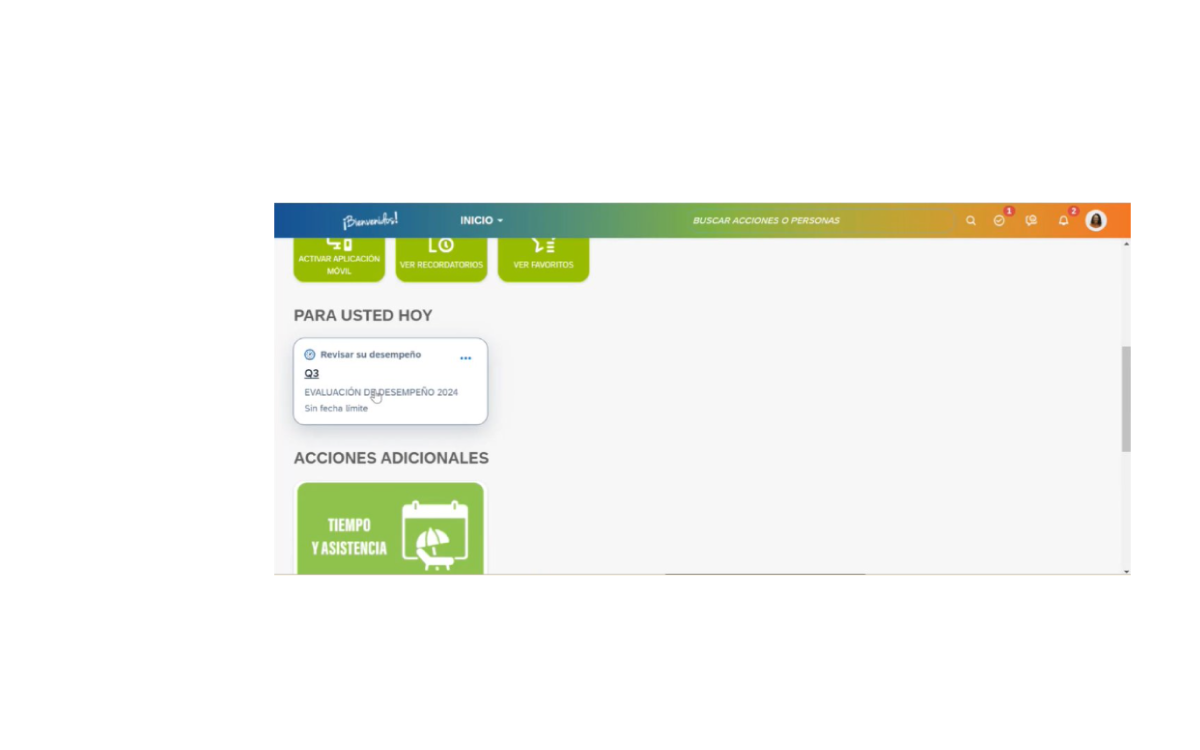 ¡Bienvenidos!
INICIO
BUSCAR ACCIONES O PERSONAS
1
2
ACTIVAR APLICACIÓN
MÓVIL
VER RECORDATORIOS
VER FAVORITOS
PARA USTED HOY
Revisar su desempeño
Q3
EVALUACIÓN DE DESEMPEÑO 2024
Sin fecha límite
ACCIONES ADICIONALES
TIEMPO
Y ASISTENCIA